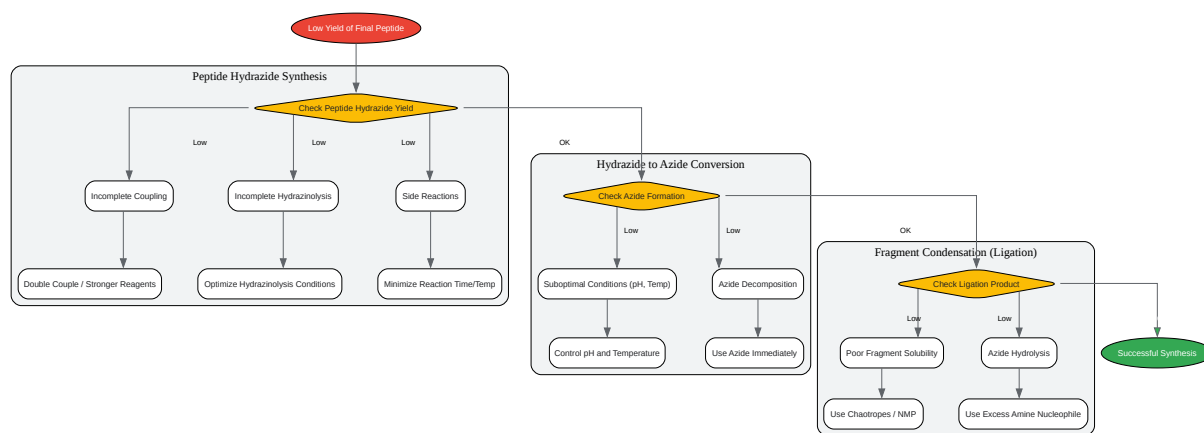 Low Yield of Final Peptide
Peptide Hydrazide Synthesis
Check Peptide Hydrazide Yield
Low
Low
Low
OK
Incomplete Coupling
Incomplete Hydrazinolysis
Side Reactions
Double Couple / Stronger Reagents
Optimize Hydrazinolysis Conditions
Minimize Reaction Time/Temp
Hydrazide to Azide Conversion
Check Azide Formation
Low
Low
OK
Suboptimal Conditions (pH, Temp)
Azide Decomposition
Control pH and Temperature
Use Azide Immediately
Fragment Condensation (Ligation)
Check Ligation Product
Low
Low
Poor Fragment Solubility
Azide Hydrolysis
Successful Synthesis
Use Chaotropes / NMP
Use Excess Amine Nucleophile